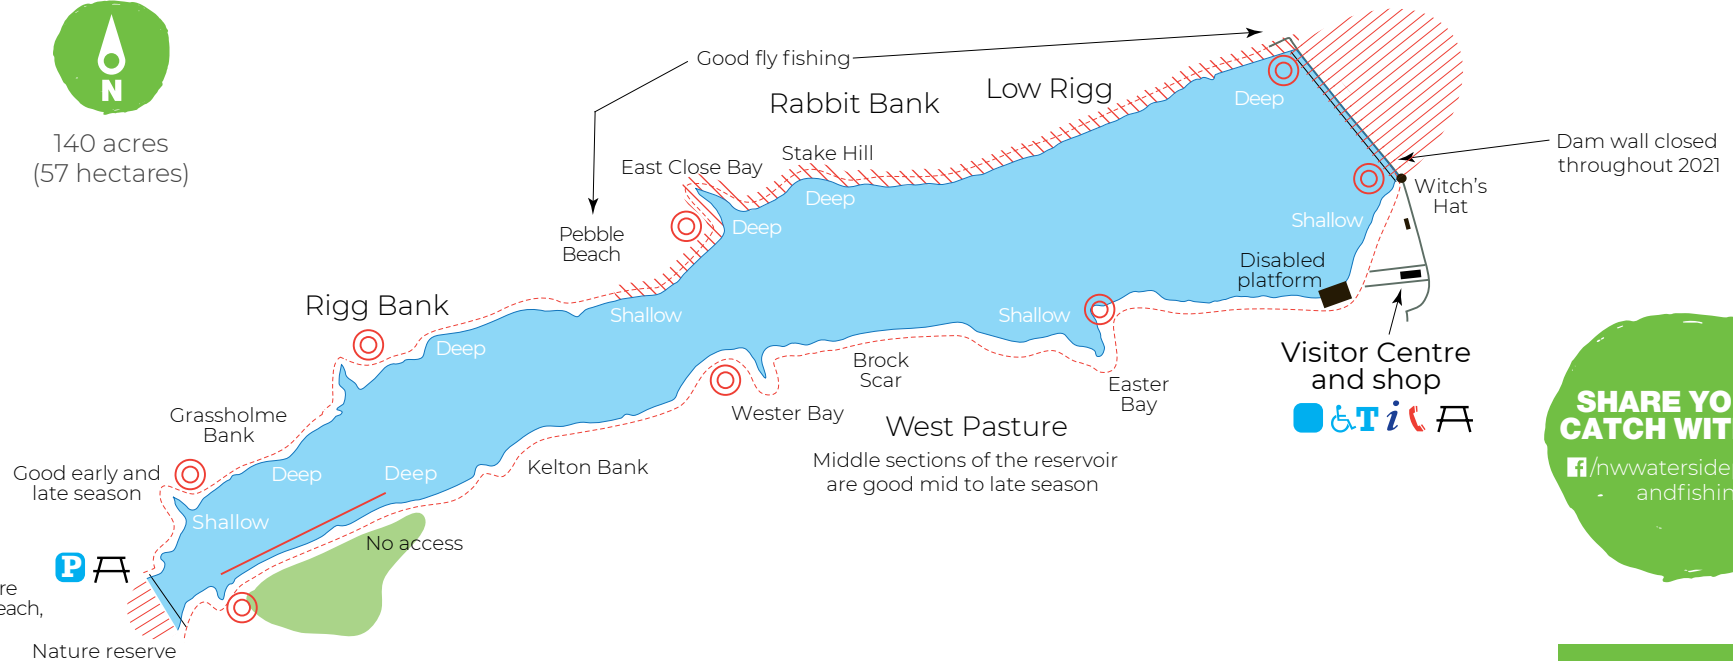 N
140 acres
(57 hectares)
Good fly fishing
Rabbit Bank
Low Rigg
Deep
Dam wall closed
throughout 2021
East Close Bay
Stake Hill
Deep
Deep
Witch's
Hat
Shallow
Pebble
Beach
Disabled
platform
Rigg Bank
Shallow
Shallow
Deep
Visitor Centre
and shop
T i
Brock
Scar
Easter
Bay
Grassholme
Bank
Wester Bay
West Pasture
Middle sections of the reservoir
are good mid to late season
Good early and
late season
Deep
Deep
Kelton Bank
Shallow
No access
P
re
each,
Nature reserve
SHARE YO
CATCH WIT
f/nwwaterside
andfishin